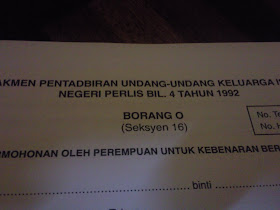 AKMEN PENTADBIRAN UNDANG-UNDANG KELUARGA
NEGERI PERLIS BIL. 4 TAHUN 1992
BORANG O
(Seksyen 16)
No.
No.
RMOHONAN OLEH PEREMPUAN UNTUK KEBENARAN BER
binti